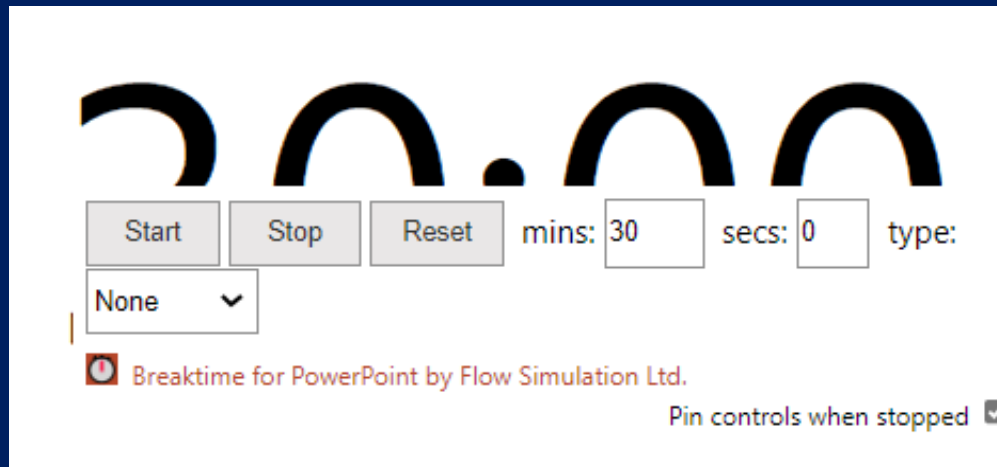 30:00
Start Stop Reset mins: 30 secs: 0 type:
None
Breaktime for PowerPoint by Flow Simulation Ltd.
Pin controls when stopped